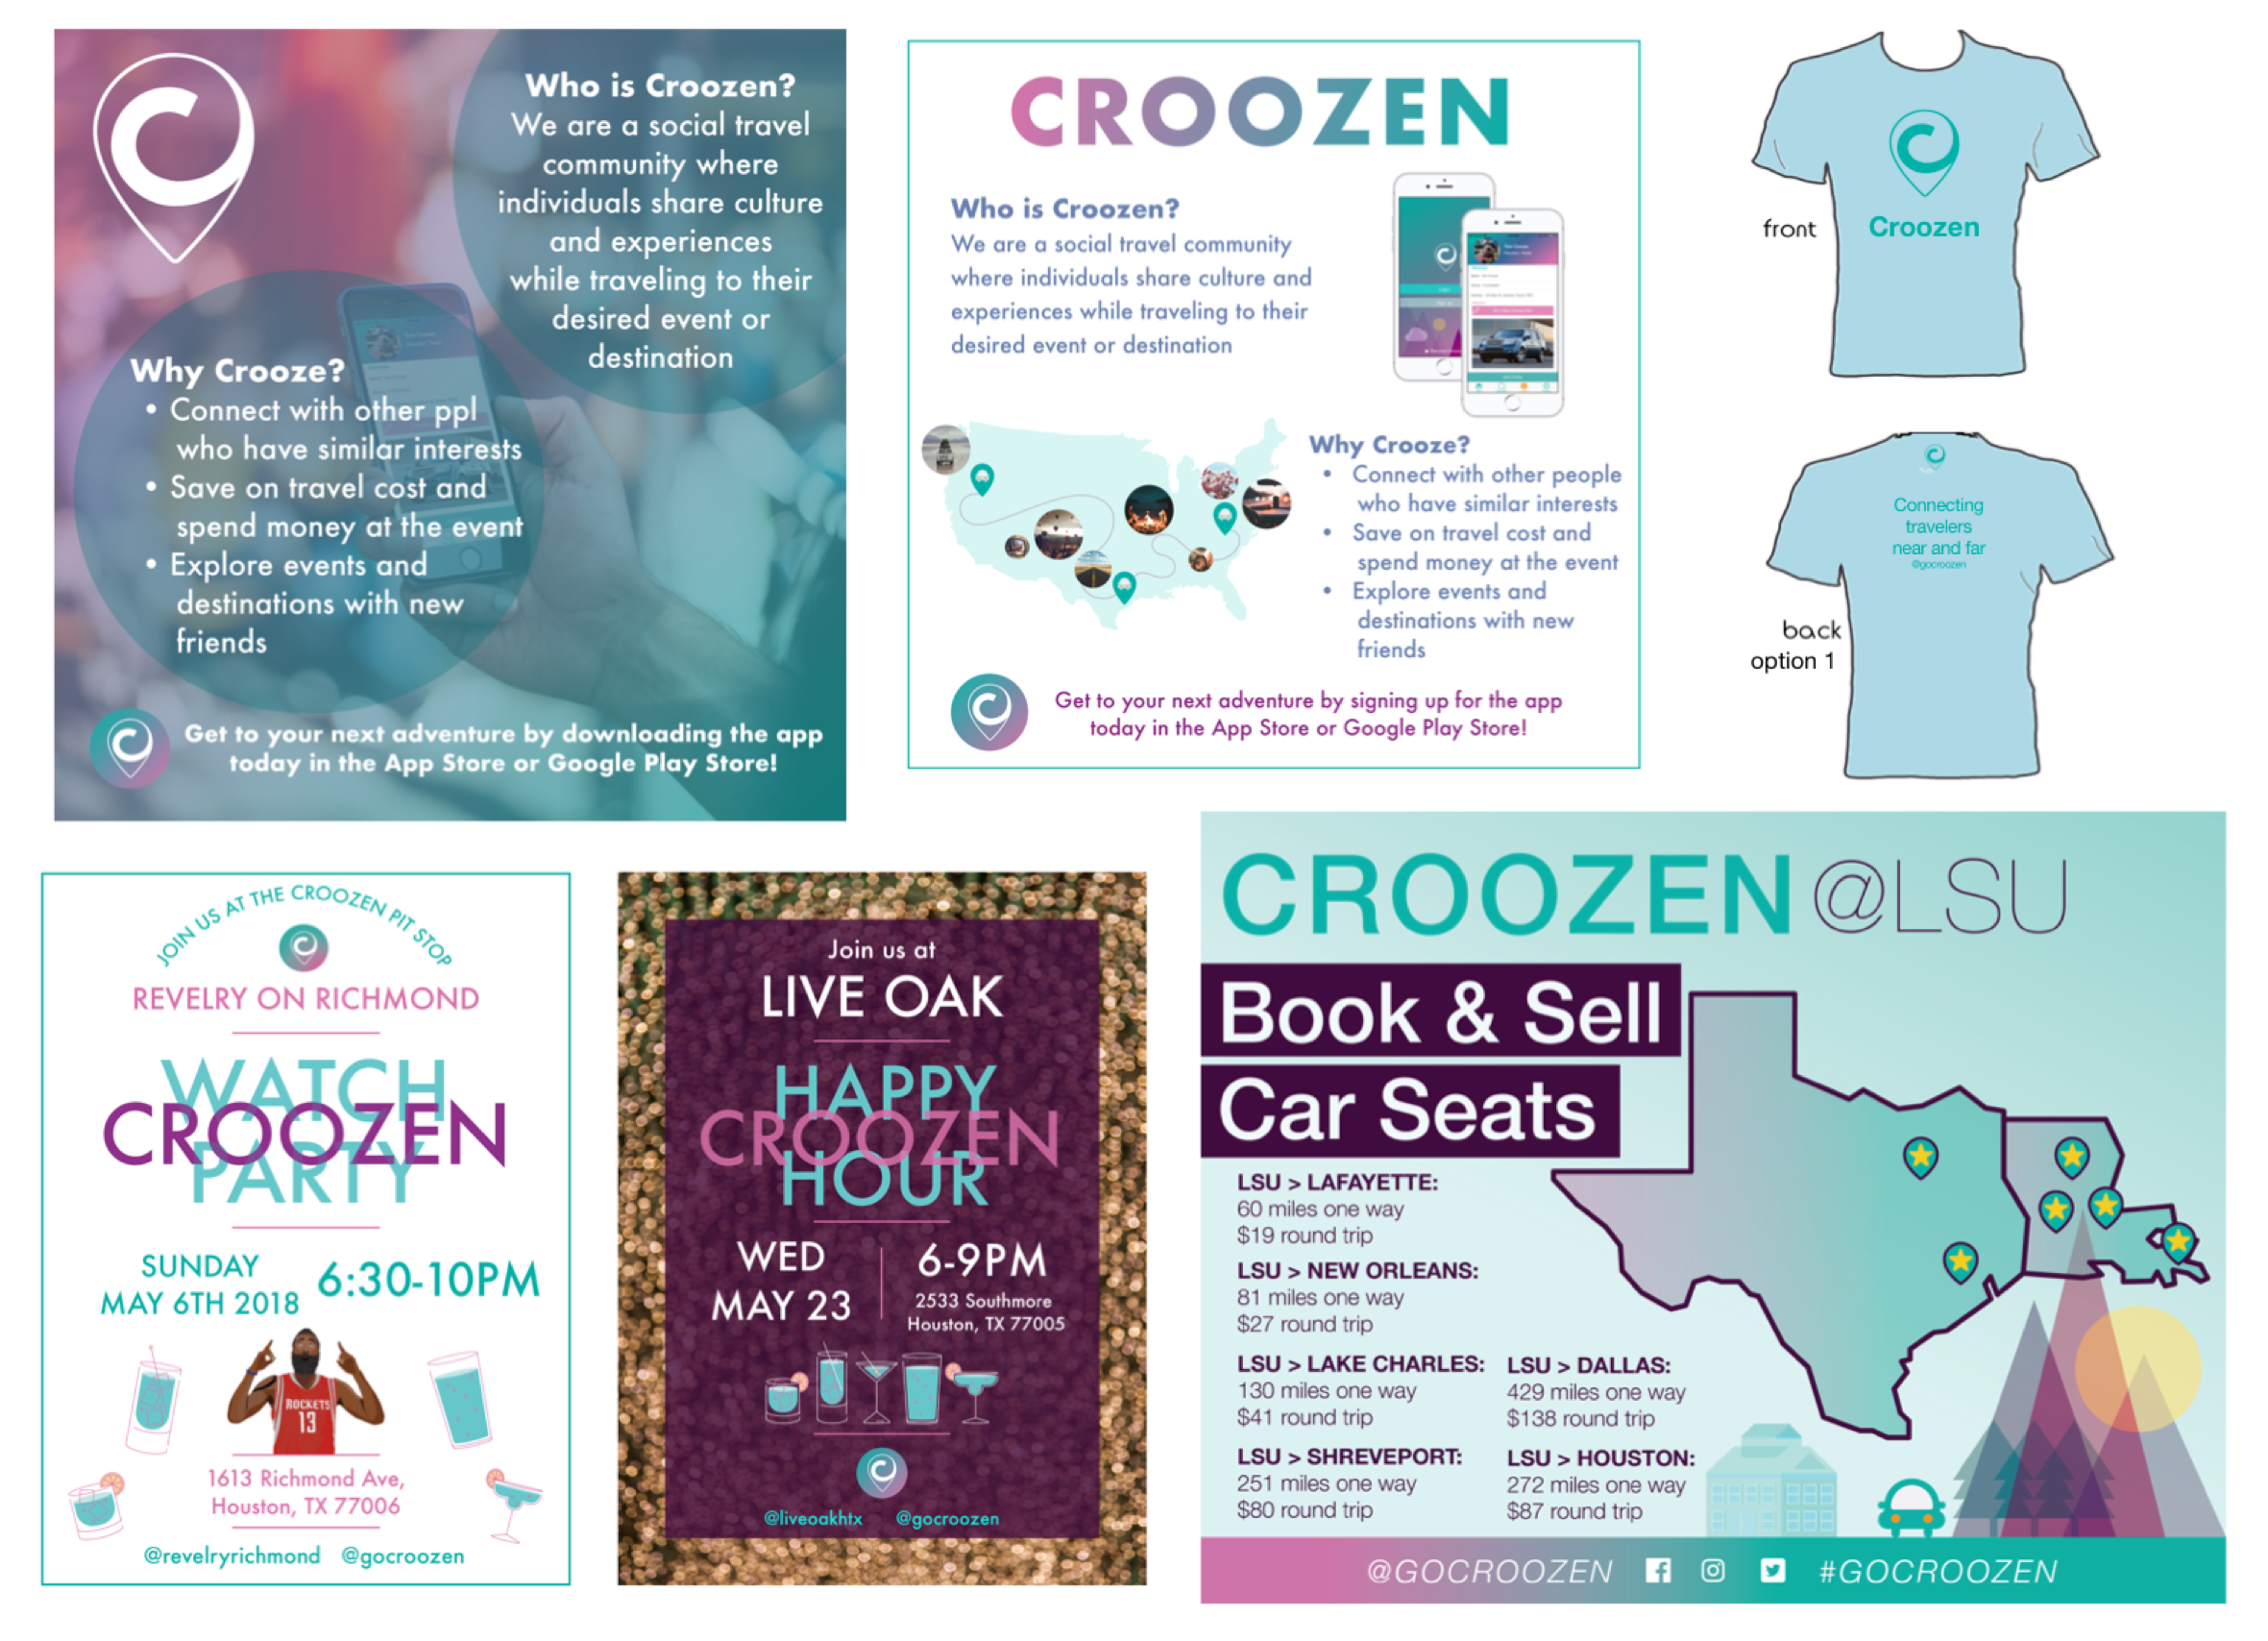 Who is Croozen?
We are a social travel
community where
individuals share culture
and experiences
while traveling to their
desired event or
destination
Why Crooze?
• Connect with other ppl
who have similar interests
• Save on travel cost and
spend money at the event
• Explore events and
destinations with new
friends
Get to your next adventure by downloading the app
today in the App Store or Google Play Store!
CROOZEN
Who is Croozen?
We are a social travel community
where individuals share culture and
experiences while traveling to their
desired event or destination
Why Crooze?
• Connect with other people
who have similar interests
• Save on travel cost and
spend money at the event
• Explore events and
destinations with new
friends
Get to your next adventure by signing up for the app
today in the App Store or Google Play Store!
front
Croozen
Connecting
travelers
near and far
@gocroozen
back
option 1
JOIN US AT THE CROOZEN PIT STOP
REVELRY ON RICHMOND
WATCH
CROOZEN
PARTY
SUNDAY
MAY 6TH 2018
6:30-10PM
ROCKETS
13
1613 Richmond Ave,
Houston, TX 77006
@revelryrichmond @gocroozen
Join us at
LIVE OAK
HAPPY
CROOZEN
HOUR
WED
MAY 23
6-9PM
2533 Southmore
Houston, TX 77005
@liveoakhtx @gocroozen
CROOZEN@LSU
Book & Sell
Car Seats
LSU > LAFAYETTE:
60 miles one way
$19 round trip
LSU > NEW ORLEANS:
81 miles one way
$27 round trip
LSU > LAKE CHARLES:
130 miles one way
$41 round trip
LSU > SHREVEPORT:
251 miles one way
$80 round trip
LSU > DALLAS:
429 miles one way
$138 round trip
LSU > HOUSTON:
272 miles one way
$87 round trip
@GOCROOZEN #GOCROOZEN